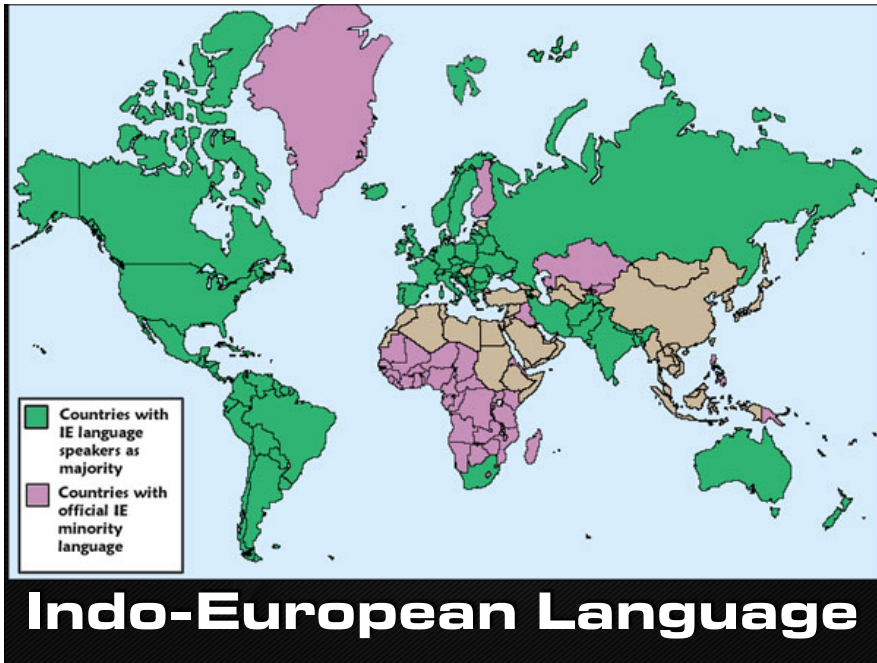 Countries with
IE language
speakers as
majority
Countries with
official IE
minority
language
Indo-European Language